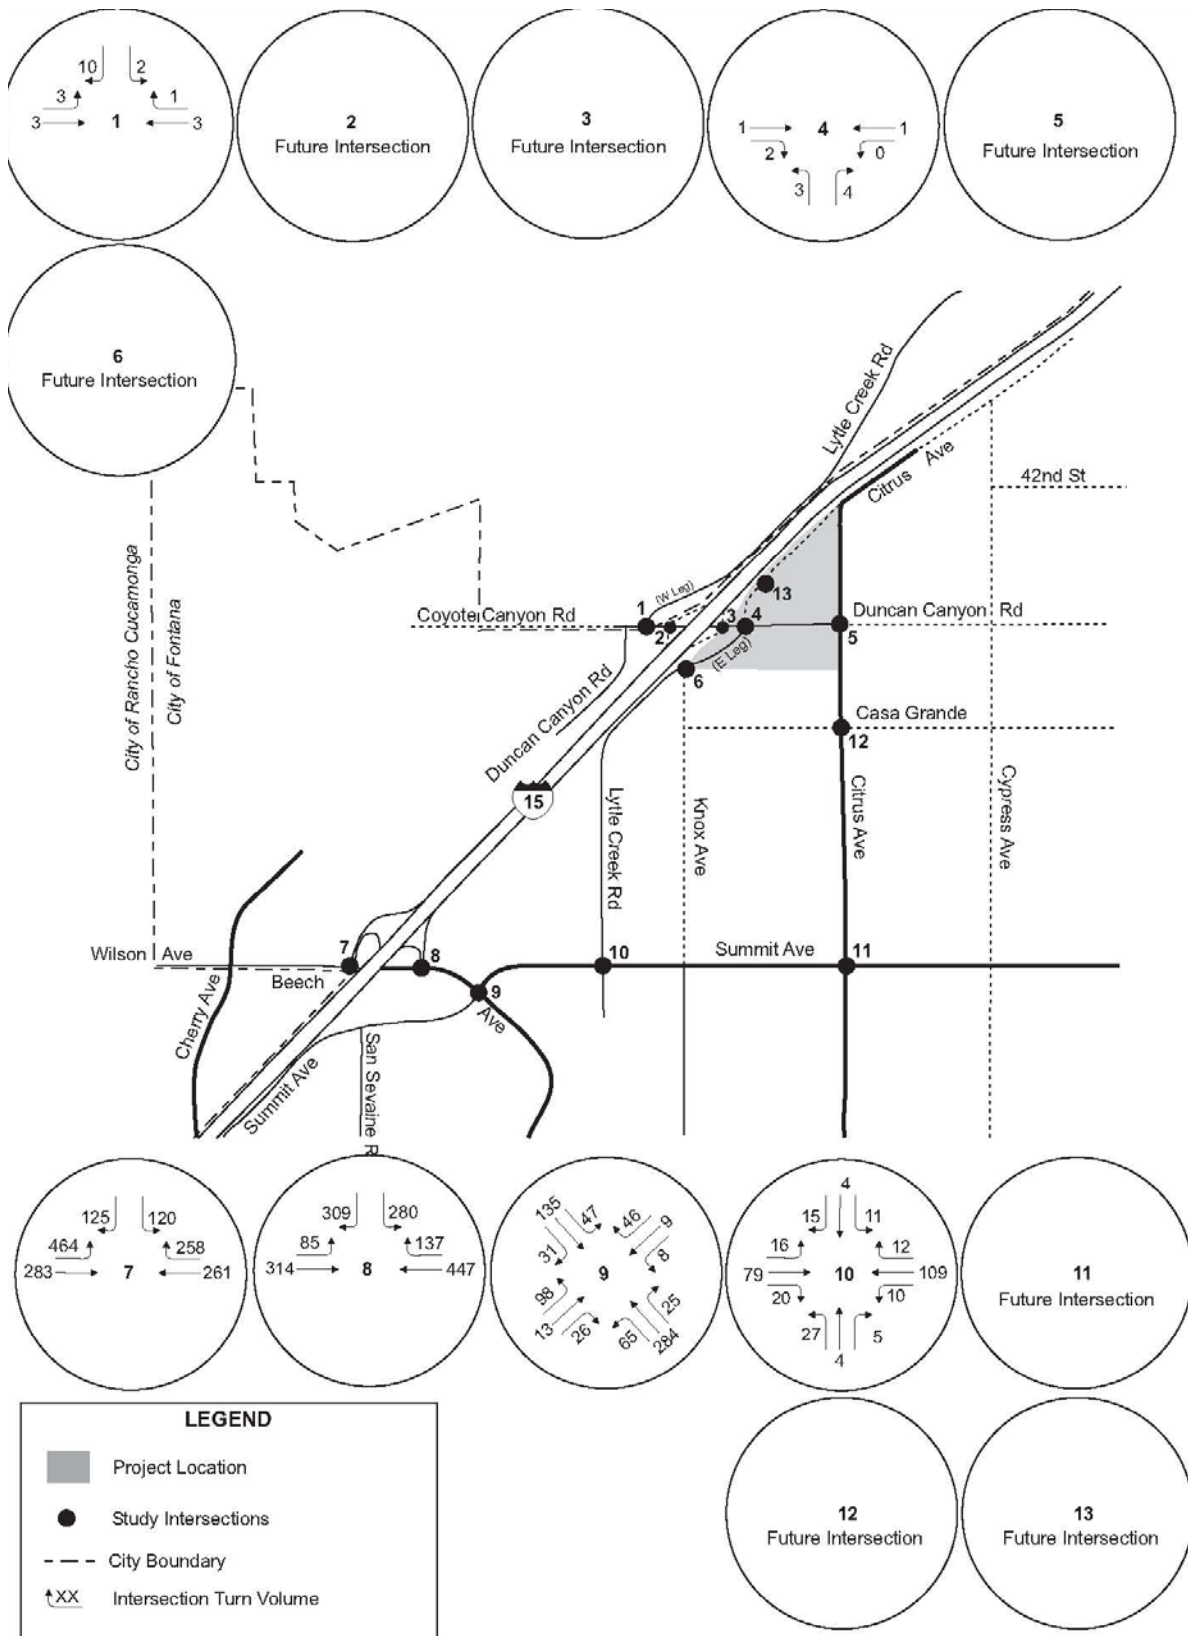 10 2
3 1
3 1 3
2
Future Intersection
3
Future Intersection
1 4 1
2 0
3 4
5
Future Intersection
6
Future Intersection
Lytle Creek Rd
Citrus Ave
42nd St
City of Rancho Cucamonga
City of Fontana
(W Leg)
13
Coyote Canyon Rd
1
2
3
4
Duncan Canyon Rd
5
(E Leg)
6
Duncan Canyon Rd
Casa Grande
12
15
Lytle Creek Rd
Knox Ave
Citrus Ave
Cypress Ave
Wilson Ave
7
8
10
Summit Ave
11
Beech
9
Ave
Cherry Ave
Summit Ave
San Sevaine R
125 120
464 258
283 7 261
309 280
85 137
314 8 447
135 47 46 9
31 8
9
98 25
13 26 65 284
4
15 11
16 12
79 10 109
20 10
27 5
4
11
Future Intersection
LEGEND
Project Location
Study Intersections
City Boundary
XX Intersection Turn Volume
12
Future Intersection
13
Future Intersection